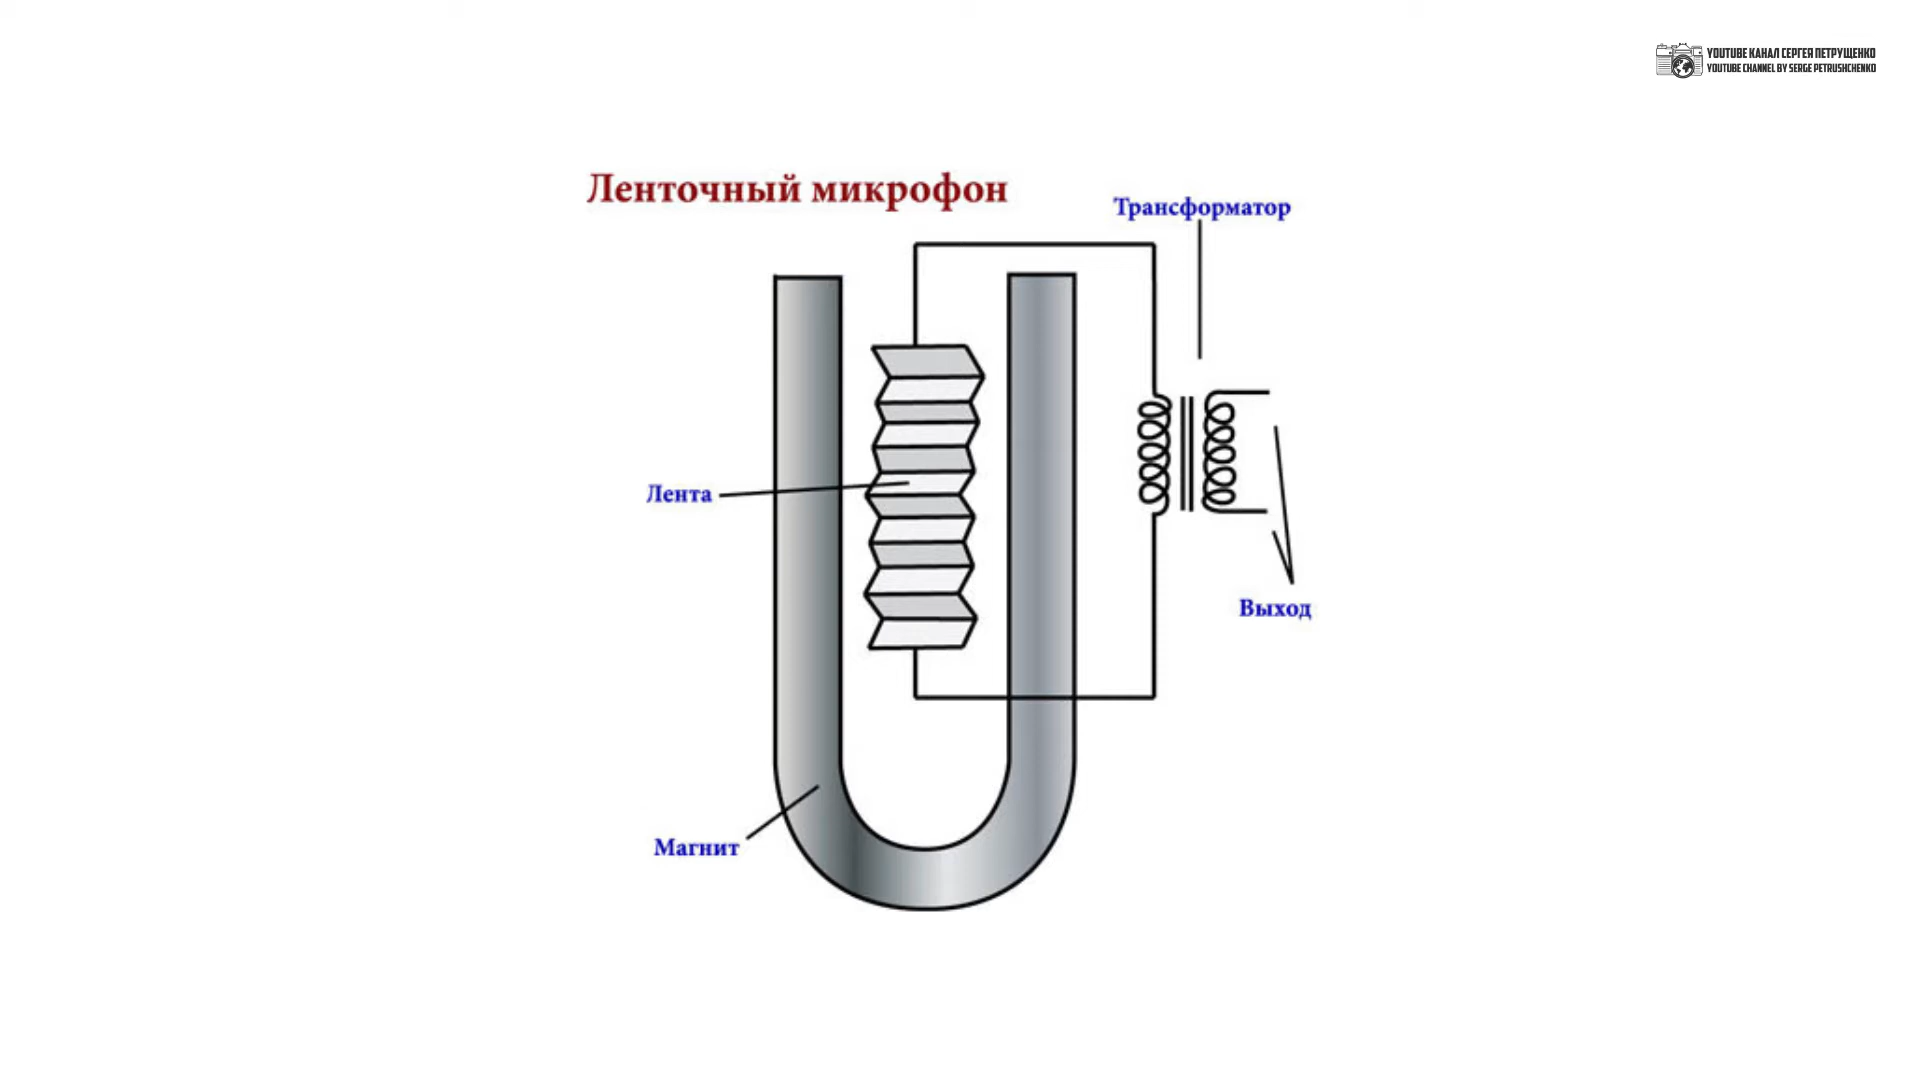 YOUTUBE КАНАЛ СЕРГЕЯ ПЕТРУЩЕНКО
YOUTUBE CHANNEL BY SERGE PETRUSHCHENKO
Ленточный микрофон
Трансформатор
Лента
Выход
Магнит